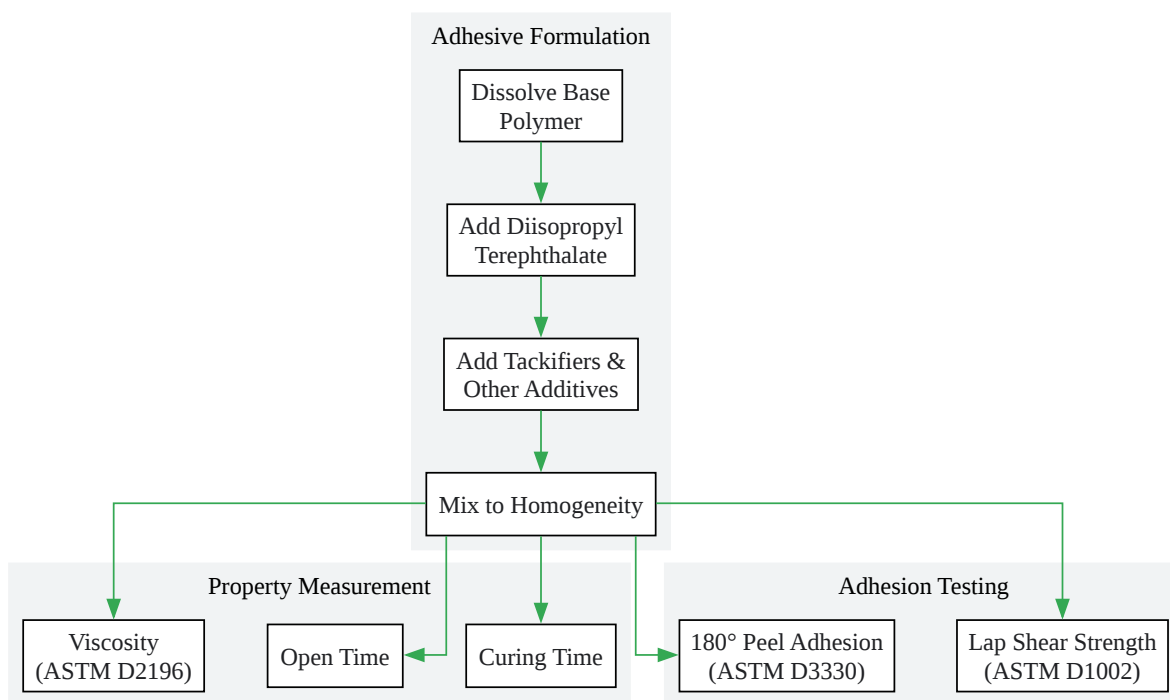 Adhesive Formulation
Dissolve Base
Polymer
Add Diisopropyl
Terephthalate
Add Tackifiers &
Other Additives
Mix to Homogeneity
Property Measurement
Viscosity
(ASTM D2196)
Open Time
Curing Time
Adhesion Testing
180° Peel Adhesion
(ASTM D3330)
Lap Shear Strength
(ASTM D1002)